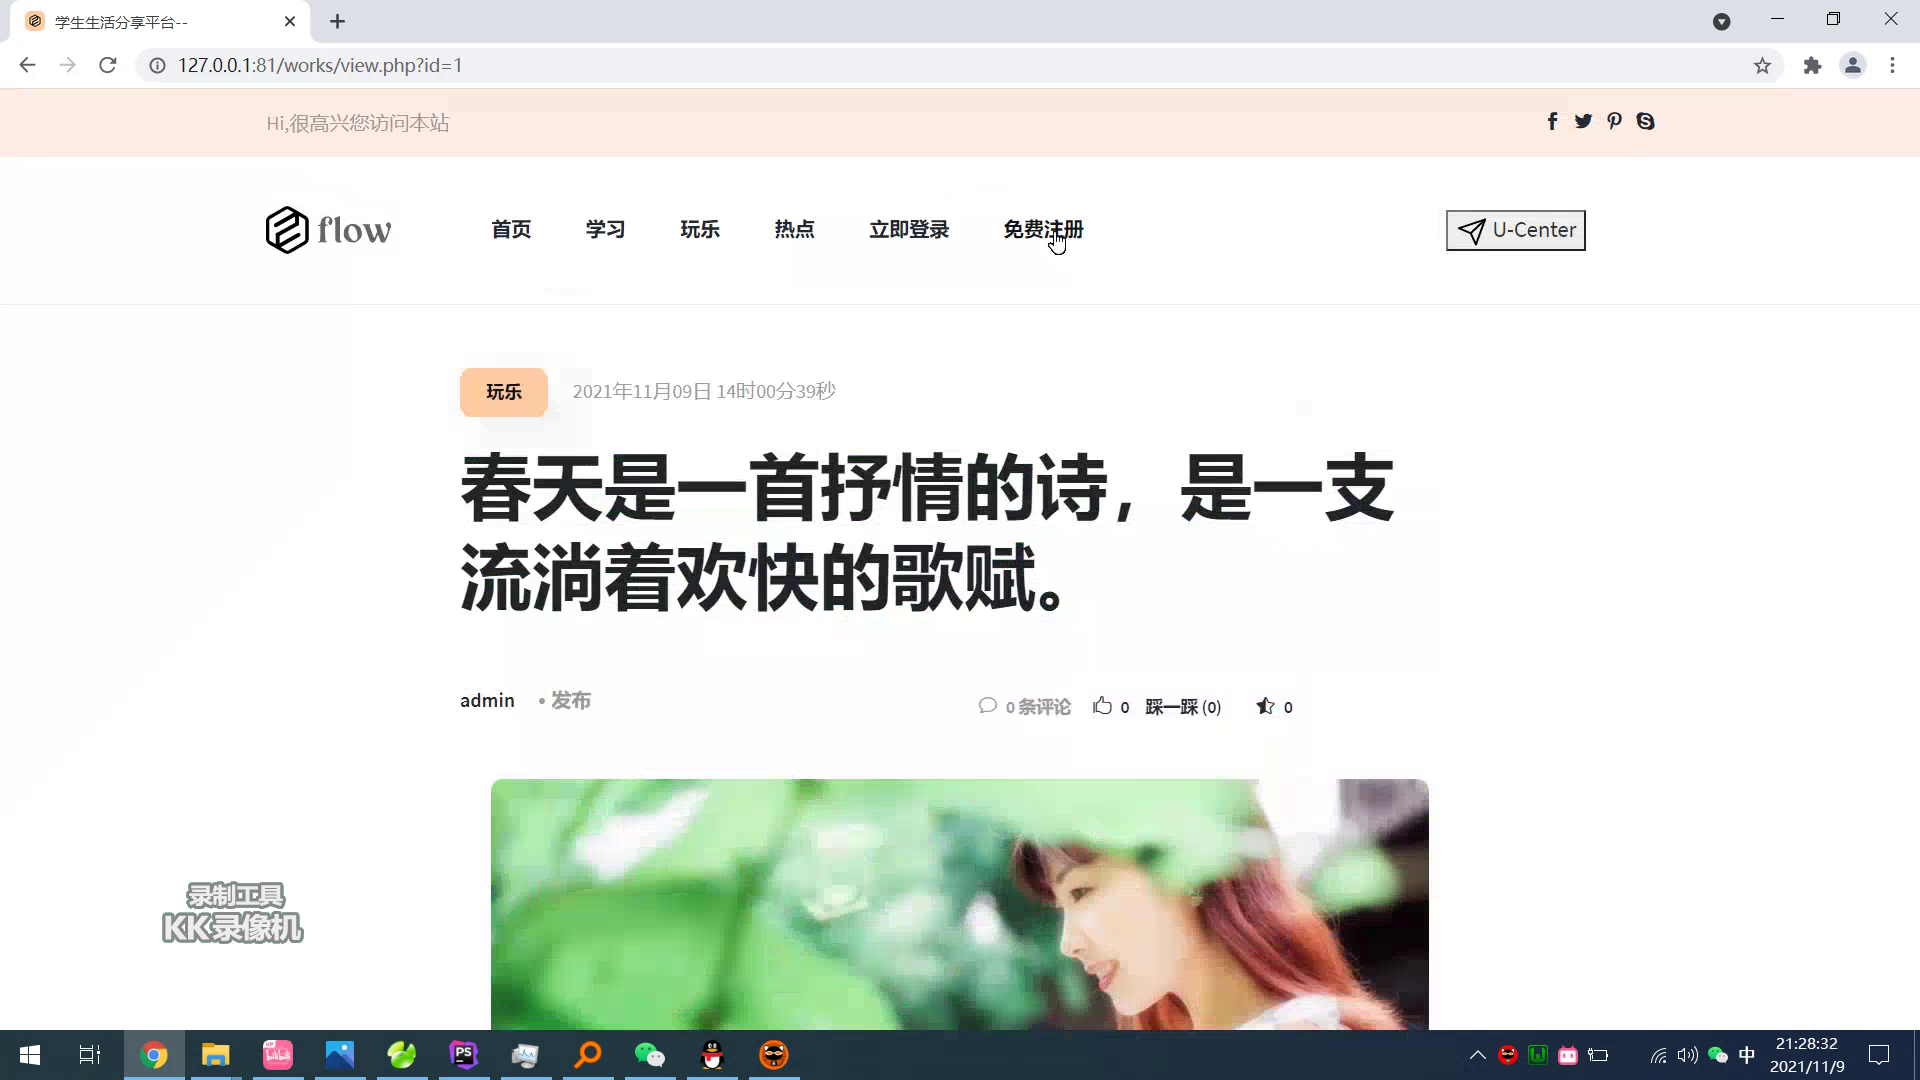 学生生活分享平台--
127.0.0.1:81/works/view.php?id=1
Hi,很高兴您访问本站
flow
首页 学习 玩乐 热点 立即登录 免费注册
U-Center
玩乐 2021年11月09日 14时00分39秒
春天是一首抒情的诗，是一支
流淌着欢快的歌赋。
admin • 发布 0 条评论 0 踩一踩 (0) 0
录制工具
KK录像机
PS
中
21:28:32
2021/11/9